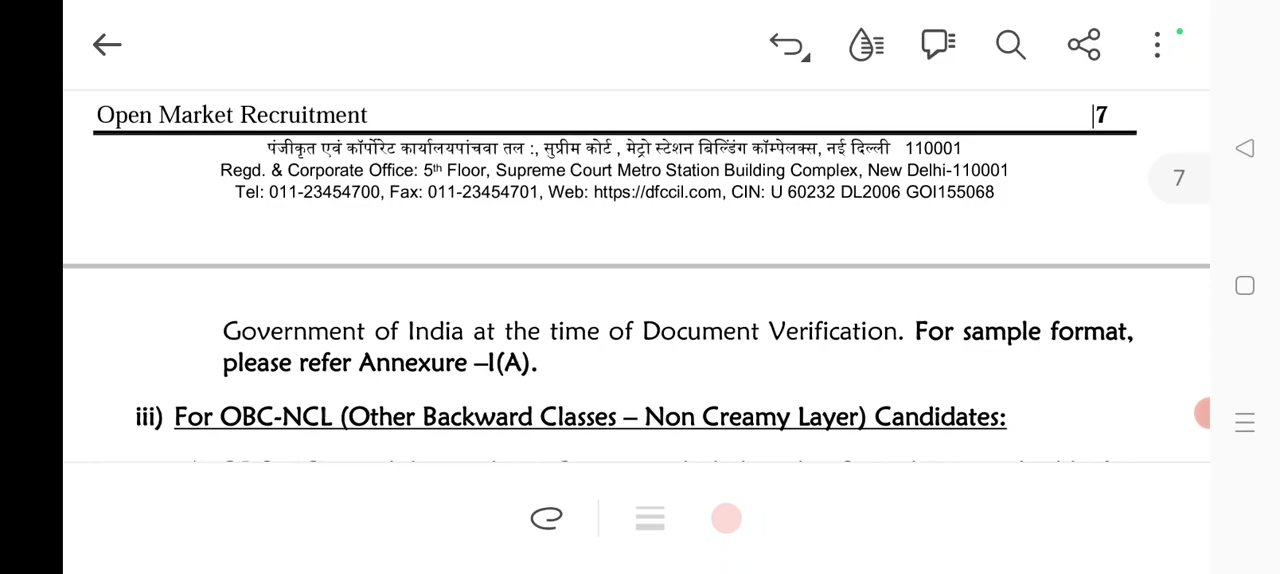 Open Market Recruitment |7
पंजीकृत एवं कॉर्पोरेट कार्यालयपांचवा तल :, सुप्रीम कोर्ट , मेट्रो स्टेशन बिल्डिंग कॉम्पेलक्स, नई दिल्ली 110001
Regd. & Corporate Office: 5th Floor, Supreme Court Metro Station Building Complex, New Delhi-110001
Tel: 011-23454700, Fax: 011-23454701, Web: https://dfccil.com, CIN: U 60232 DL2006 GOI155068
7
Government of India at the time of Document Verification. For sample format,
please refer Annexure –I(A).
iii) For OBC-NCL (Other Backward Classes – Non Creamy Layer) Candidates: